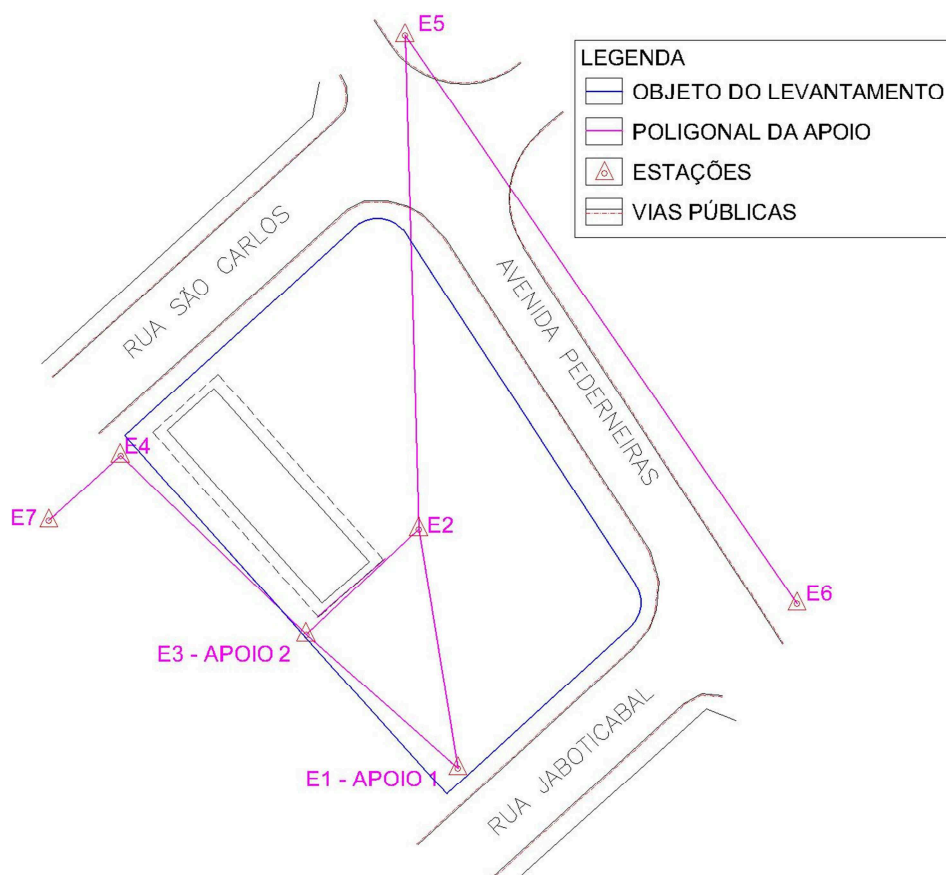 E5
LEGENDA
OBJETO DO LEVANTAMENTO
POLIGONAL DA APOIO
ESTAÇÕES
VIAS PÚBLICAS
RUA SÃO CARLOS
AVENIDA PEDERNEIRAS
E4
E7
E2
E6
E3 - APOIO 2
E1 - APOIO 1
RUA JABOTICABAL